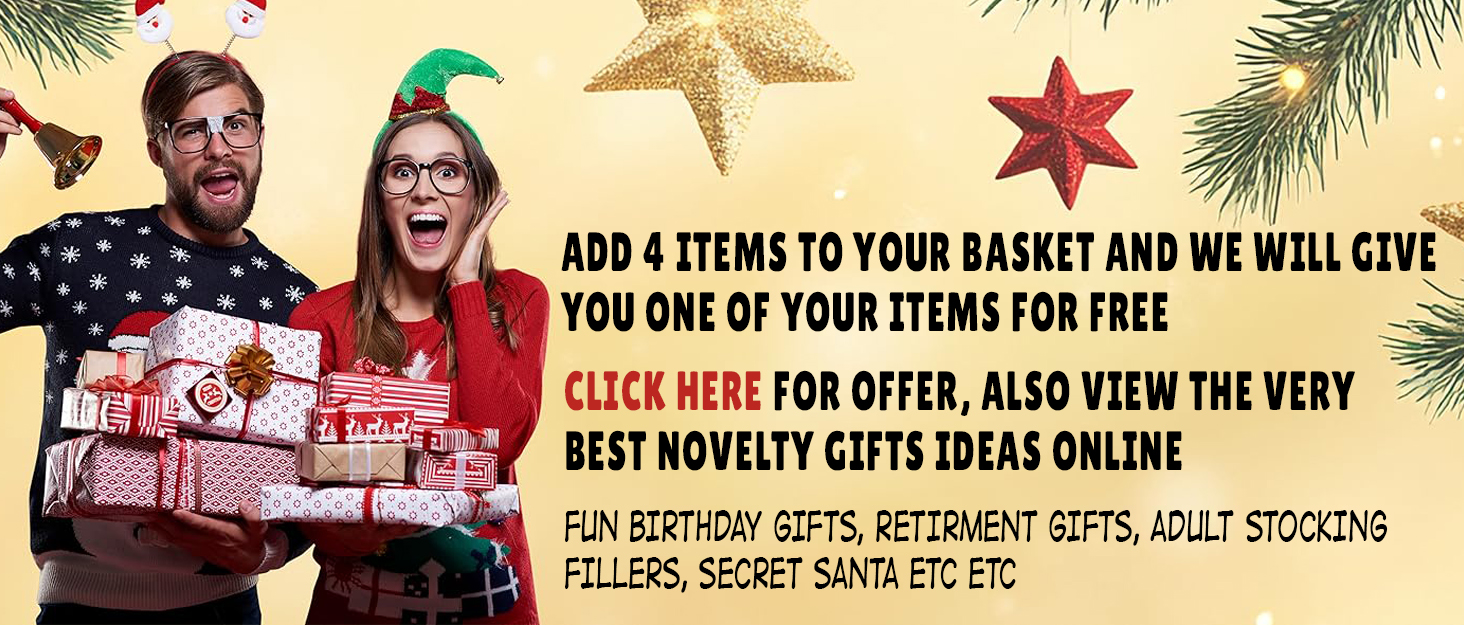 ADD 4 ITEMS TO YOUR BASKET AND WE WILL GIVE
YOU ONE OF YOUR ITEMS FOR FREE
CLICK HERE FOR OFFER, ALSO VIEW THE VERY
BEST NOVELTY GIFTS IDEAS ONLINE
FUN BIRTHDAY GIFTS, RETIRMENT GIFTS, ADULT STOCKING
FILLERS, SECRET SANTA ETC ETC